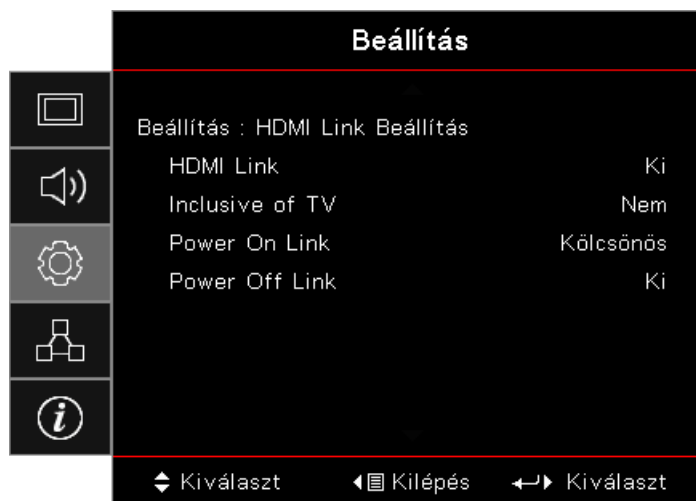 Beállítás
Beállítás : HDMI Link Beállítás
HDMI Link Ki
Inclusive of TV Nem
Power On Link Kölcsönös
Power Off Link Ki
Kiválaszt Kilépés Kiválaszt